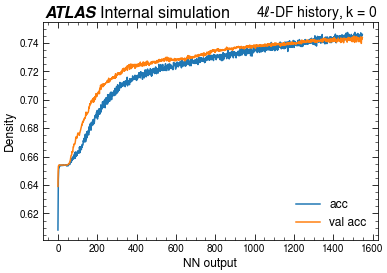 ATLAS Internal simulation
4ℓ-DF history, k = 0
Density
0.74
0.72
0.70
0.68
0.66
0.64
0.62
acc
val acc
0 200 400 600 800 1000 1200 1400 1600
NN output